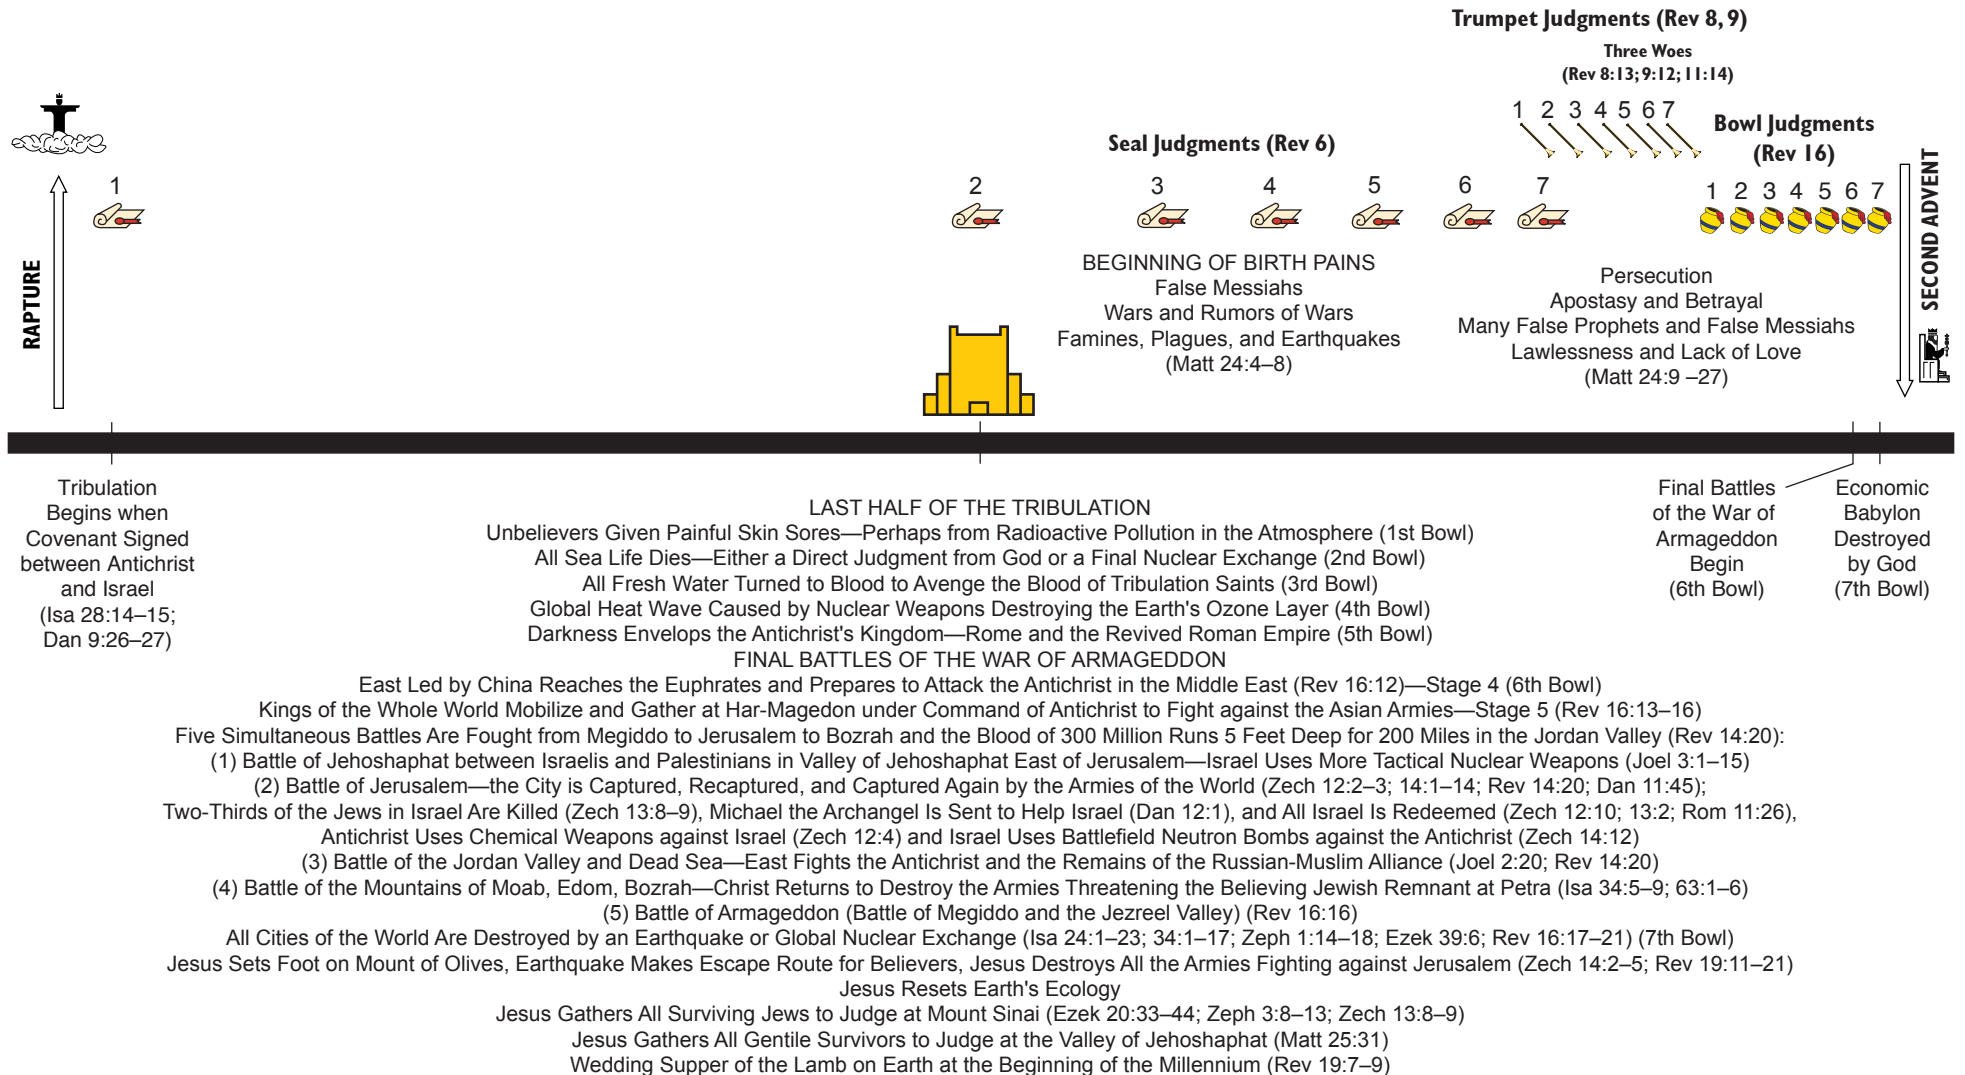 Trumpet Judgments (Rev 8, 9)
Three Woes
(Rev 8:13; 9:12; 11:14)
1 2 3 4 5 6 7
Bowl Judgments
(Rev 16)
Seal Judgments (Rev 6)
1
2
3
4
5
6
7
1 2 3 4 5 6 7
RAPTURE
SECOND ADVENT
BEGINNING OF BIRTH PAINS
False Messiahs
Wars and Rumors of Wars
Famines, Plagues, and Earthquakes
(Matt 24:4–8)
Persecution
Apostasy and Betrayal
Many False Prophets and False Messiahs
Lawlessness and Lack of Love
(Matt 24:9 –27)
Tribulation
Begins when
Covenant Signed
between Antichrist
and Israel
(Isa 28:14–15;
Dan 9:26–27)
Final Battles
of the War of
Armageddon
Begin
(6th Bowl)
Economic
Babylon
Destroyed
by God
(7th Bowl)
LAST HALF OF THE TRIBULATION
Unbelievers Given Painful Skin Sores—Perhaps from Radioactive Pollution in the Atmosphere (1st Bowl)
All Sea Life Dies—Either a Direct Judgment from God or a Final Nuclear Exchange (2nd Bowl)
All Fresh Water Turned to Blood to Avenge the Blood of Tribulation Saints (3rd Bowl)
Global Heat Wave Caused by Nuclear Weapons Destroying the Earth's Ozone Layer (4th Bowl)
Darkness Envelops the Antichrist's Kingdom—Rome and the Revived Roman Empire (5th Bowl)
FINAL BATTLES OF THE WAR OF ARMAGEDDON
East Led by China Reaches the Euphrates and Prepares to Attack the Antichrist in the Middle East (Rev 16:12)—Stage 4 (6th Bowl)
Kings of the Whole World Mobilize and Gather at Har-Magedon under Command of Antichrist to Fight against the Asian Armies—Stage 5 (Rev 16:13–16)
Five Simultaneous Battles Are Fought from Megiddo to Jerusalem to Bozrah and the Blood of 300 Million Runs 5 Feet Deep for 200 Miles in the Jordan Valley (Rev 14:20):
(1) Battle of Jehoshaphat between Israelis and Palestinians in Valley of Jehoshaphat East of Jerusalem—Israel Uses More Tactical Nuclear Weapons (Joel 3:1–15)
(2) Battle of Jerusalem—the City is Captured, Recaptured, and Captured Again by the Armies of the World (Zech 12:2–3; 14:1–14; Rev 14:20; Dan 11:45);
Two-Thirds of the Jews in Israel Are Killed (Zech 13:8–9), Michael the Archangel Is Sent to Help Israel (Dan 12:1), and All Israel Is Redeemed (Zech 12:10; 13:2; Rom 11:26),
Antichrist Uses Chemical Weapons against Israel (Zech 12:4) and Israel Uses Battlefield Neutron Bombs against the Antichrist (Zech 14:12)
(3) Battle of the Jordan Valley and Dead Sea—East Fights the Antichrist and the Remains of the Russian-Muslim Alliance (Joel 2:20; Rev 14:20)
(4) Battle of the Mountains of Moab, Edom, Bozrah—Christ Returns to Destroy the Armies Threatening the Believing Jewish Remnant at Petra (Isa 34:5–9; 63:1–6)
(5) Battle of Armageddon (Battle of Megiddo and the Jezreel Valley) (Rev 16:16)
All Cities of the World Are Destroyed by an Earthquake or Global Nuclear Exchange (Isa 24:1–23; 34:1–17; Zeph 1:14–18; Ezek 39:6; Rev 16:17–21) (7th Bowl)
Jesus Sets Foot on Mount of Olives, Earthquake Makes Escape Route for Believers, Jesus Destroys All the Armies Fighting against Jerusalem (Zech 14:2–5; Rev 19:11–21)
Jesus Resets Earth's Ecology
Jesus Gathers All Surviving Jews to Judge at Mount Sinai (Ezek 20:33–44; Zeph 3:8–13; Zech 13:8–9)
Jesus Gathers All Gentile Survivors to Judge at the Valley of Jehoshaphat (Matt 25:31)
Wedding Supper of the Lamb on Earth at the Beginning of the Millennium (Rev 19:7–9)